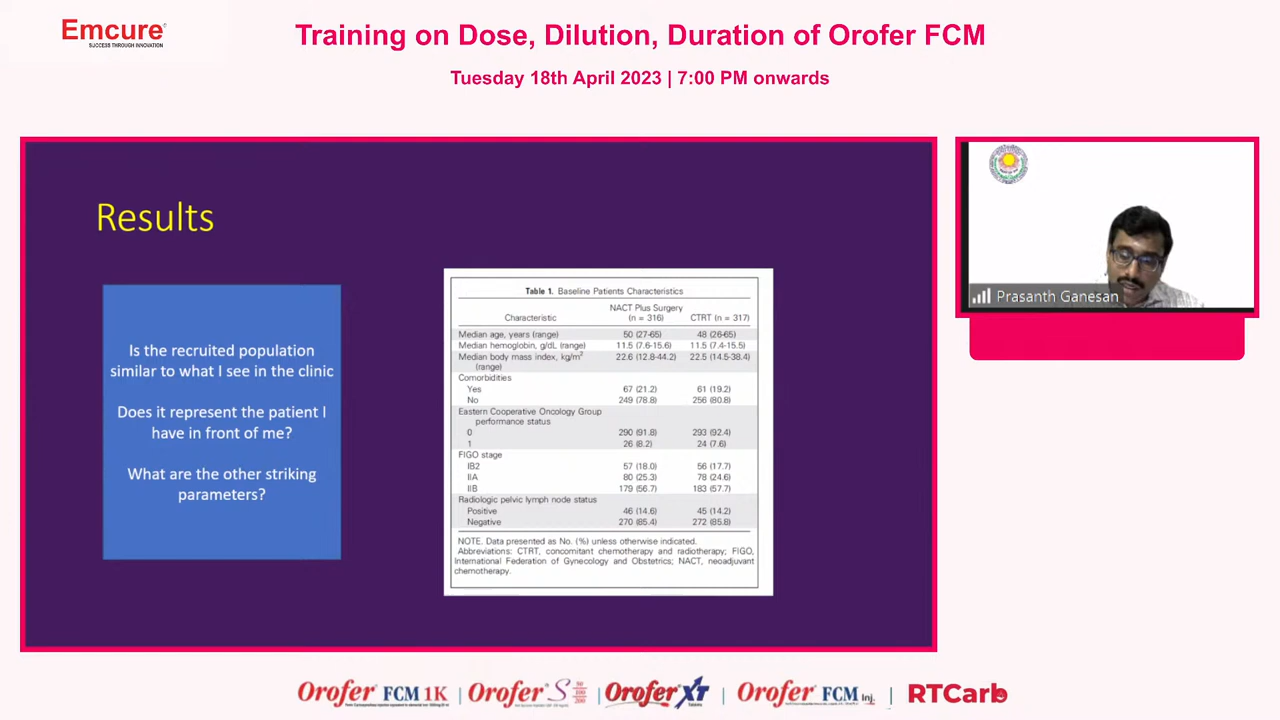 Emcure
SUCCESS THROUGH INNOVATION
Training on Dose, Dilution, Duration of Orofer FCM
Tuesday 18th April 2023 | 7:00 PM onwards
Results
Is the recruited population
similar to what I see in the clinic
Does it represent the patient I
have in front of me?
What are the other striking
parameters?
Table 1. Baseline Patients Characteristics
Characteristic NACT Plus Surgery (n = 316) CTRT (n = 317)
Median age, years (range) 50 (27-65) 48 (26-65)
Median hemoglobin, g/dL (range) 11.5 (7.6-15.6) 11.5 (7.4-15.5)
Median body mass index, kg/m² (range) 22.6 (12.8-44.2) 22.5 (14.5-38.4)
Comorbidities
Yes 67 (21.2) 61 (19.2)
No 249 (78.8) 256 (80.8)
Eastern Cooperative Oncology Group
performance status
0 290 (91.8) 293 (92.4)
1 26 (8.2) 24 (7.6)
FIGO stage
IB2 57 (18.0) 56 (17.7)
IIA 80 (25.3) 78 (24.6)
IIB 179 (56.7) 183 (57.7)
Radiologic pelvic lymph node status
Positive 46 (14.6) 45 (14.2)
Negative 270 (85.4) 272 (85.8)
NOTE. Data presented as No. (%) unless otherwise indicated.
Abbreviations: CTRT, concomitant chemotherapy and radiotherapy; FIGO,
International Federation of Gynecology and Obstetrics; NACT, neoadjuvant
chemotherapy.
Prasanth Ganesan
Orofer FCM 1K | Orofer S 50 100 200 | Orofer XT Tablets | Orofer FCM Inj. | RTCarb